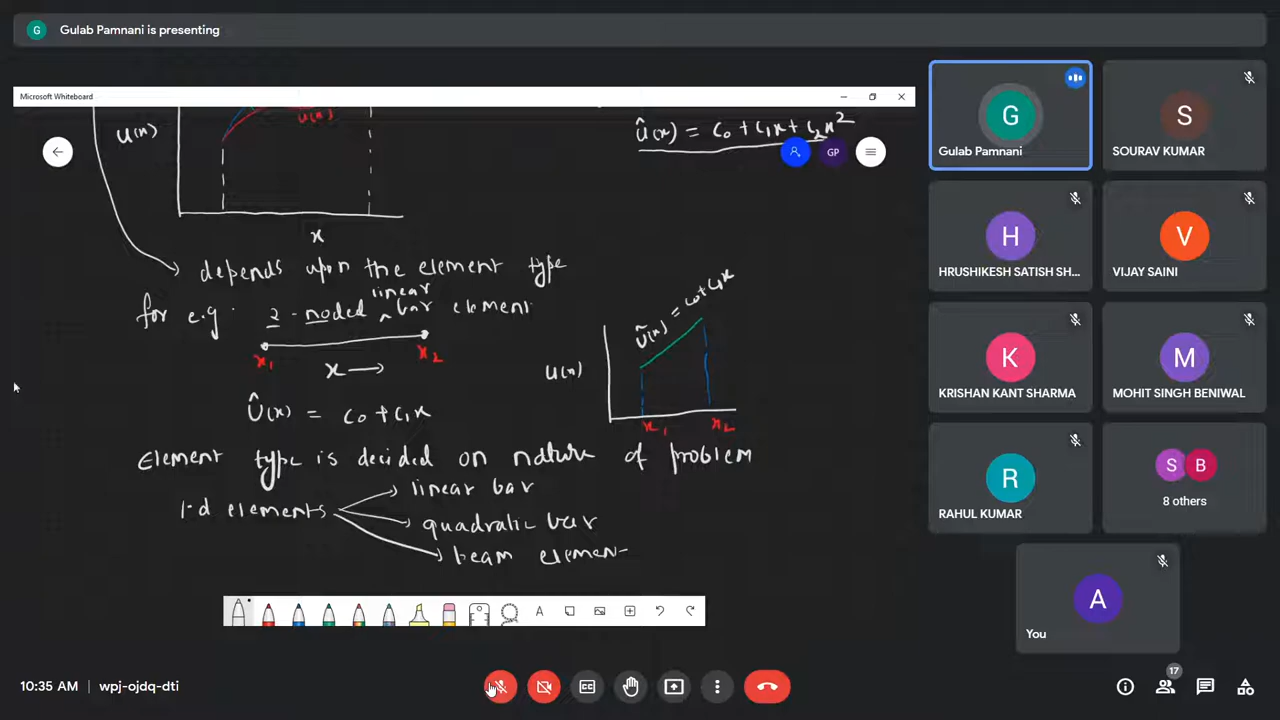 G Gulab Pamnani is presenting
Microsoft Whiteboard
u(x)
u(x)
û(x) = c₀ + c₁x + c₂x²
GP
x
depends upon the element type
for e.g. 2-noded linear bar element
x₁ x₂
x →
û(x) = c₀ + c₁x
u(x)
û(x) = c₀ + c₁x
x₁ x₂
Element type is decided on nature of problem
1-d elements
linear bar
quadratic bar
beam element
A
G
Gulab Pamnani
S
SOURAV KUMAR
H
HRUSHIKESH SATISH SH...
V
VIJAY SAINI
K
KRISHAN KANT SHARMA
M
MOHIT SINGH BENIWAL
R
RAHUL KUMAR
S B
8 others
A
You
10:35 AM | wpj-ojdq-dti
CC
17